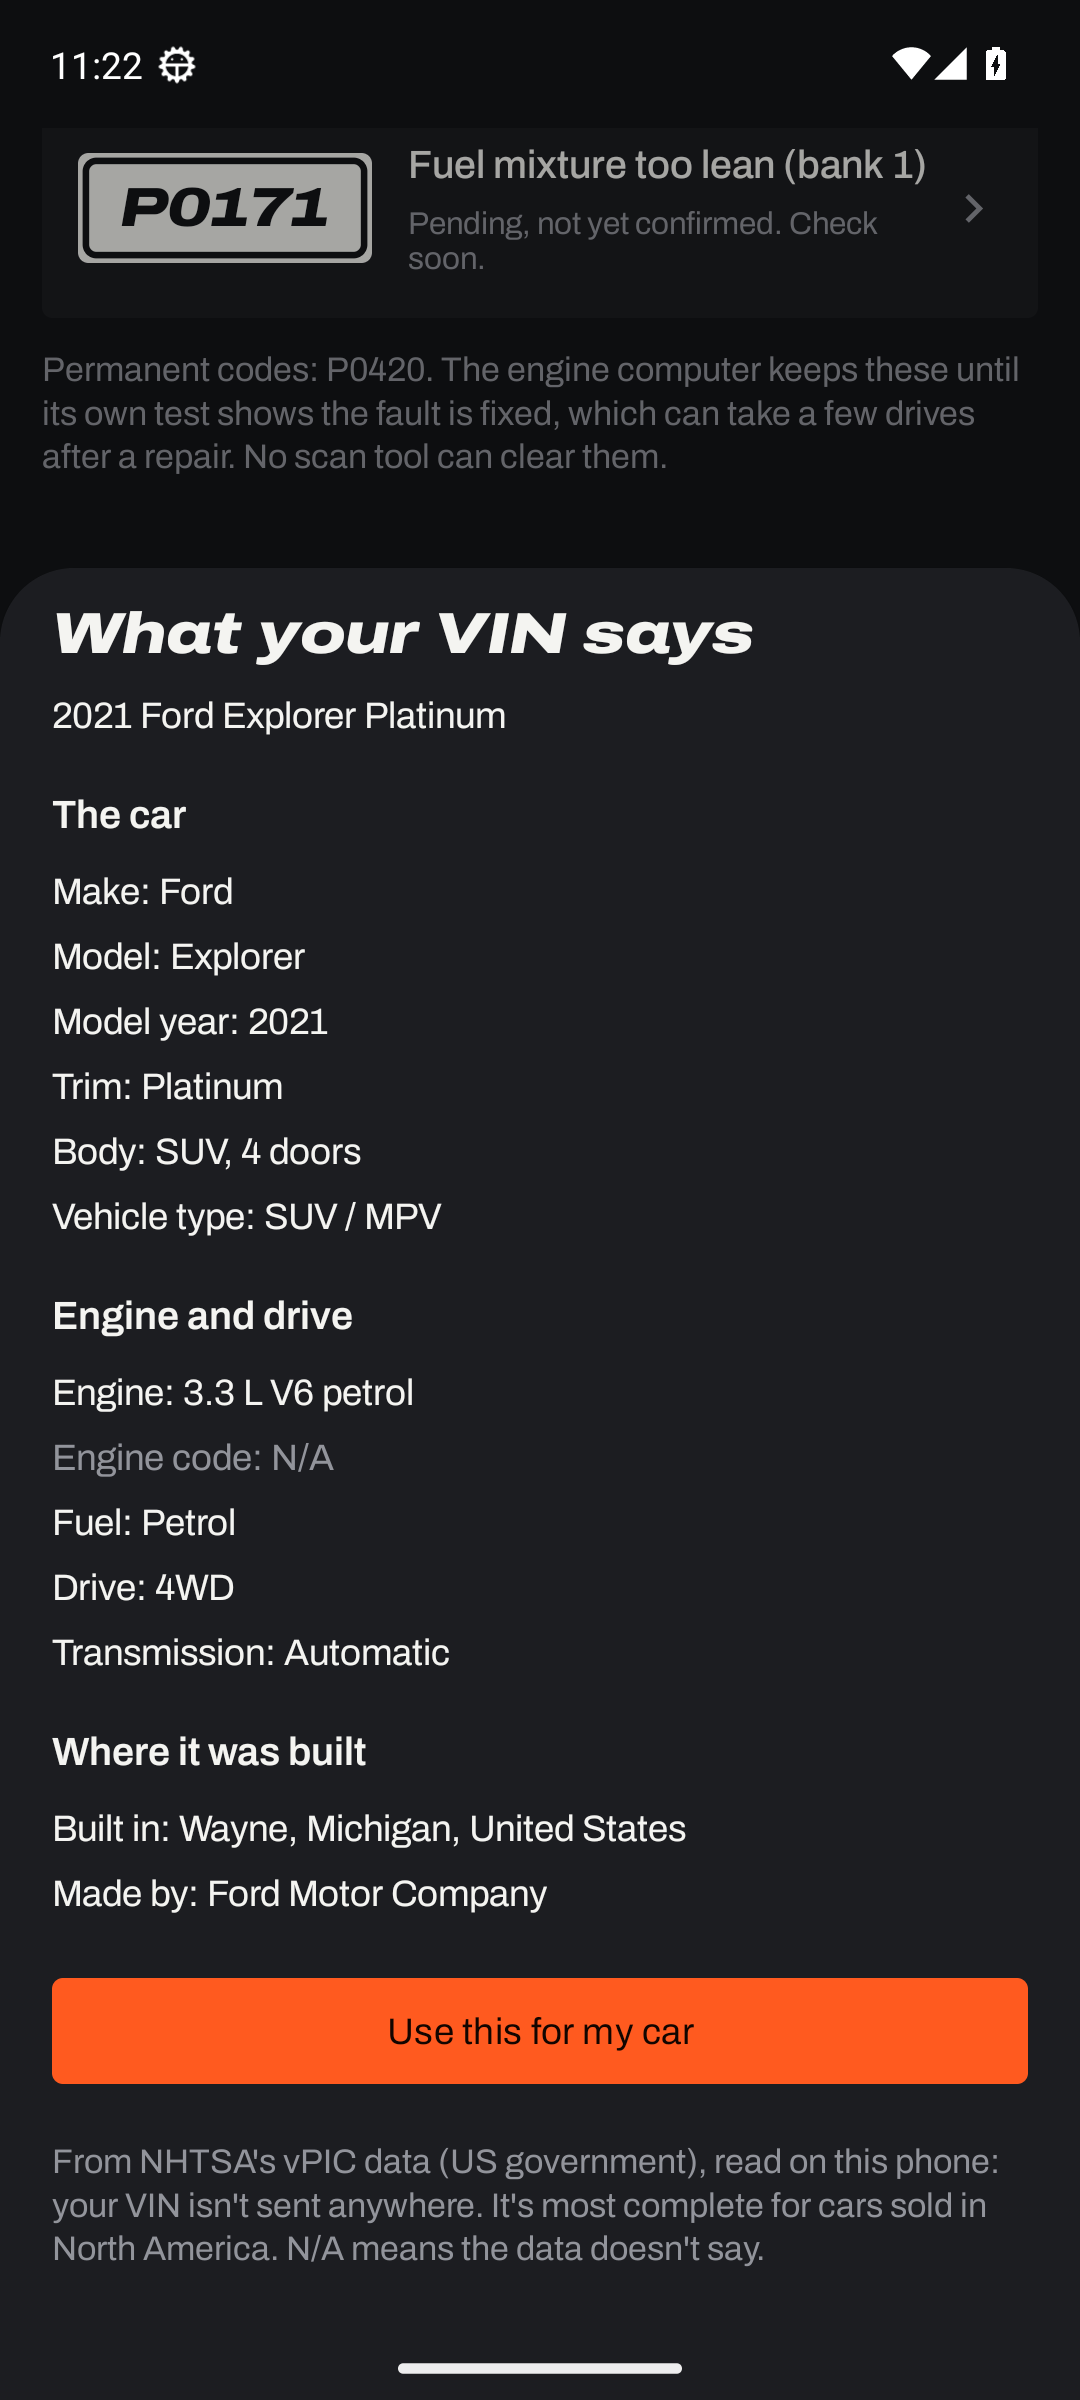 11:22
P0171
Fuel mixture too lean (bank 1)
Pending, not yet confirmed. Check
soon.
Permanent codes: P0420. The engine computer keeps these until
its own test shows the fault is fixed, which can take a few drives
after a repair. No scan tool can clear them.
What your VIN says
2021 Ford Explorer Platinum
The car
Make: Ford
Model: Explorer
Model year: 2021
Trim: Platinum
Body: SUV, 4 doors
Vehicle type: SUV / MPV
Engine and drive
Engine: 3.3 L V6 petrol
Engine code: N/A
Fuel: Petrol
Drive: 4WD
Transmission: Automatic
Where it was built
Built in: Wayne, Michigan, United States
Made by: Ford Motor Company
Use this for my car
From NHTSA's vPIC data (US government), read on this phone:
your VIN isn't sent anywhere. It's most complete for cars sold in
North America. N/A means the data doesn't say.